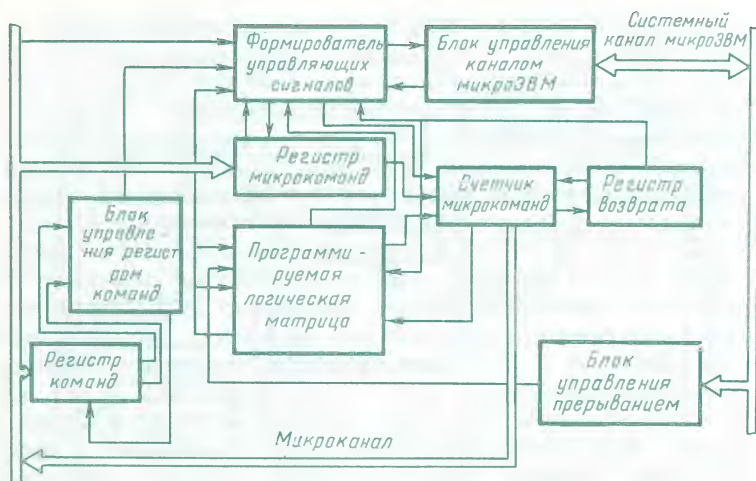 Формирователь
управляющих
сигналов
Блок управления
каналом
микроЭВМ
Системный
канал микроЭВМ
Регистр
микрокоманд
Счетчик
микрокоманд
Регистр
возврата
Блок
управле -
ния регист
ром
команд
Программи -
руемая
логическая
матрица
Регистр
команд
Блок
управления
прерыванием
Микроканал